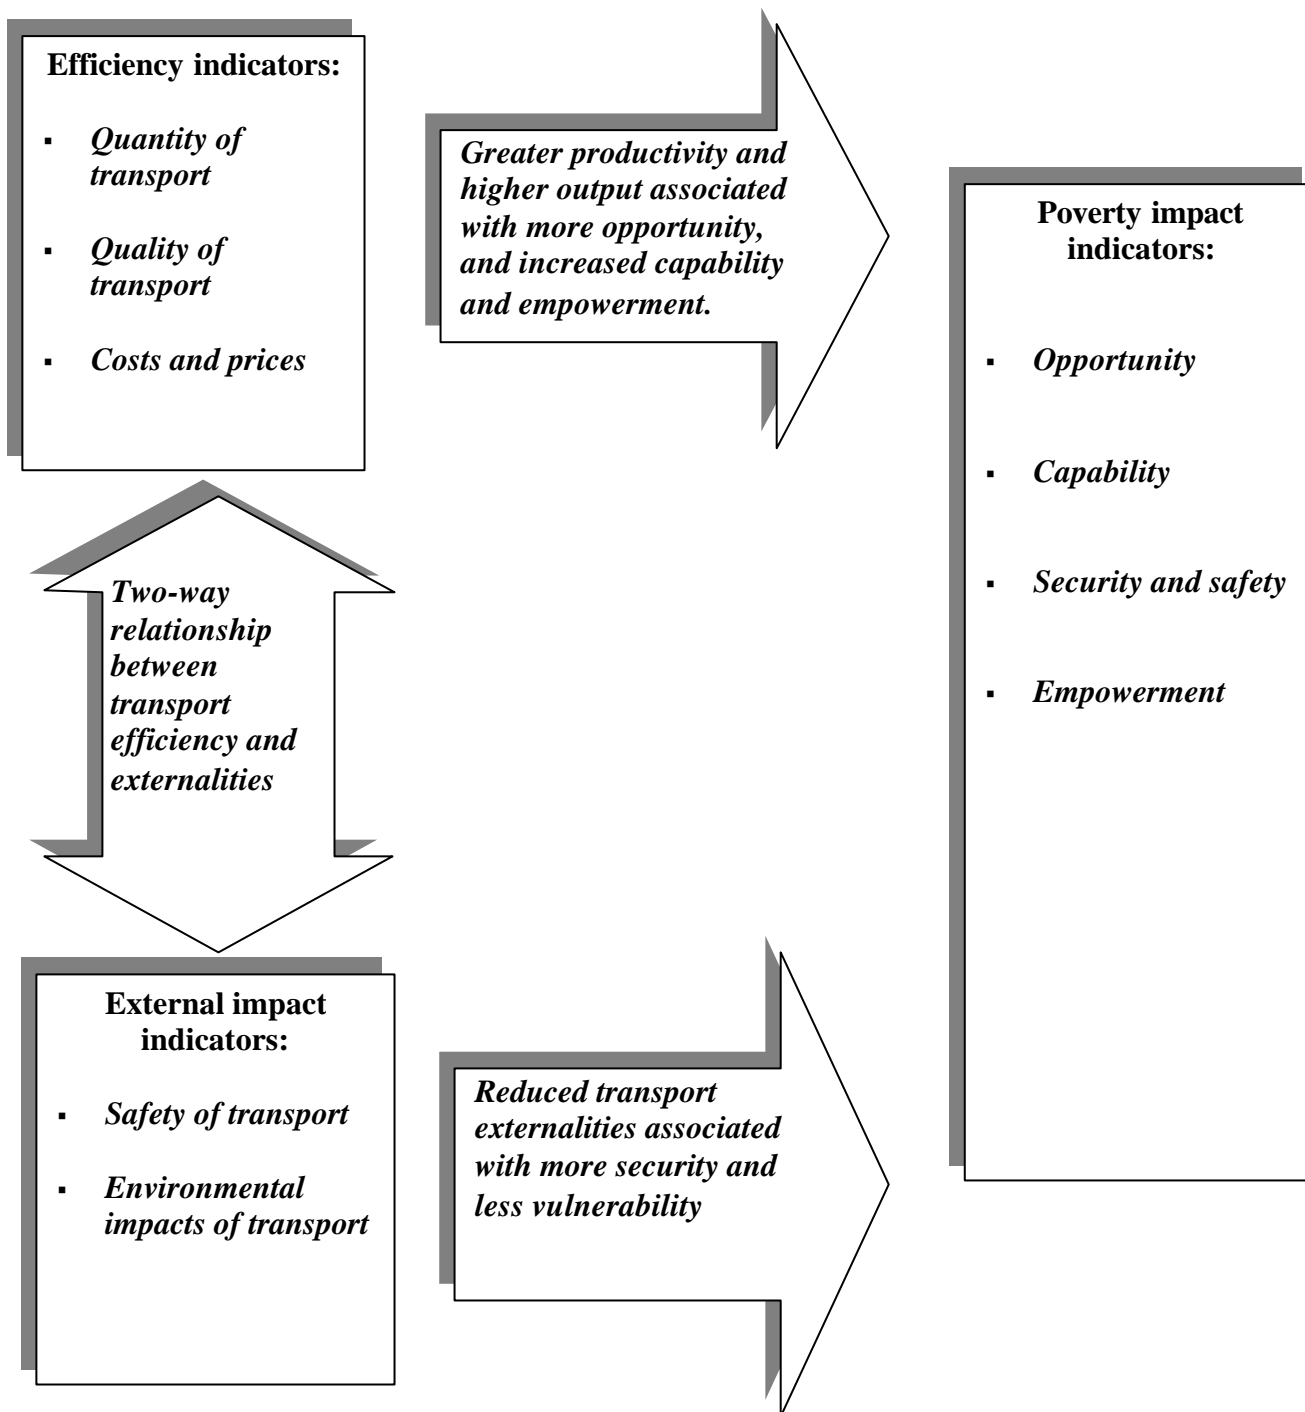 Efficiency indicators:
▪ Quantity of
transport
▪ Quality of
transport
▪ Costs and prices
Greater productivity and
higher output associated
with more opportunity,
and increased capability
and empowerment.
Poverty impact
indicators:
▪ Opportunity
▪ Capability
▪ Security and safety
▪ Empowerment
Two-way
relationship
between
transport
efficiency and
externalities
External impact
indicators:
▪ Safety of transport
▪ Environmental
impacts of transport
Reduced transport
externalities associated
with more security and
less vulnerability